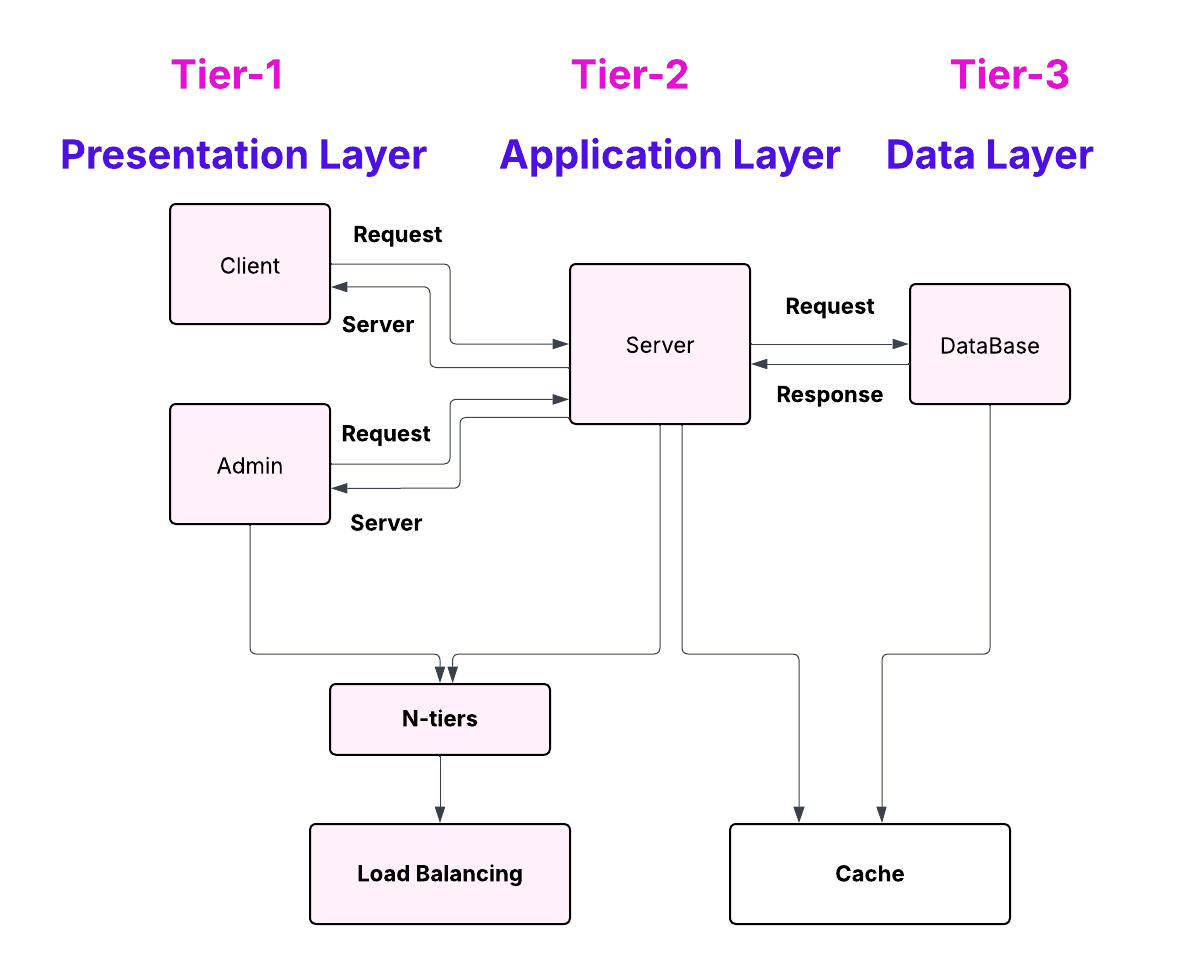 Tier-1
Tier-2
Tier-3
Presentation Layer
Application Layer
Data Layer
Client
Request
Server
Server
Request
DataBase
Response
Admin
Request
Server
N-tiers
Load Balancing
Cache